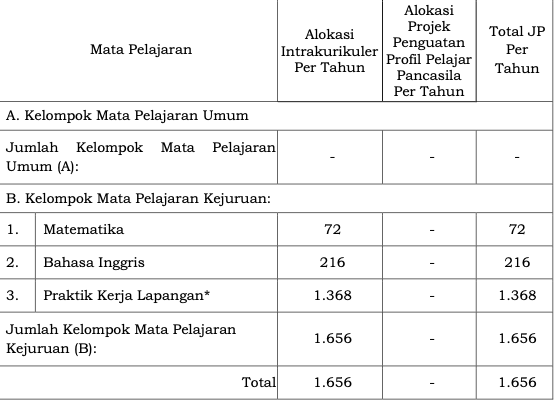 Mata Pelajaran
Alokasi
Intrakurikuler
Per Tahun
Alokasi
Projek
Penguatan
Profil Pelajar
Pancasila
Per Tahun
Total JP
Per
Tahun
A. Kelompok Mata Pelajaran Umum
Jumlah Kelompok Mata Pelajaran
Umum (A):
- - -
B. Kelompok Mata Pelajaran Kejuruan:
1. Matematika 72 - 72
2. Bahasa Inggris 216 - 216
3. Praktik Kerja Lapangan* 1.368 - 1.368
Jumlah Kelompok Mata Pelajaran
Kejuruan (B):
1.656 - 1.656
Total 1.656 - 1.656